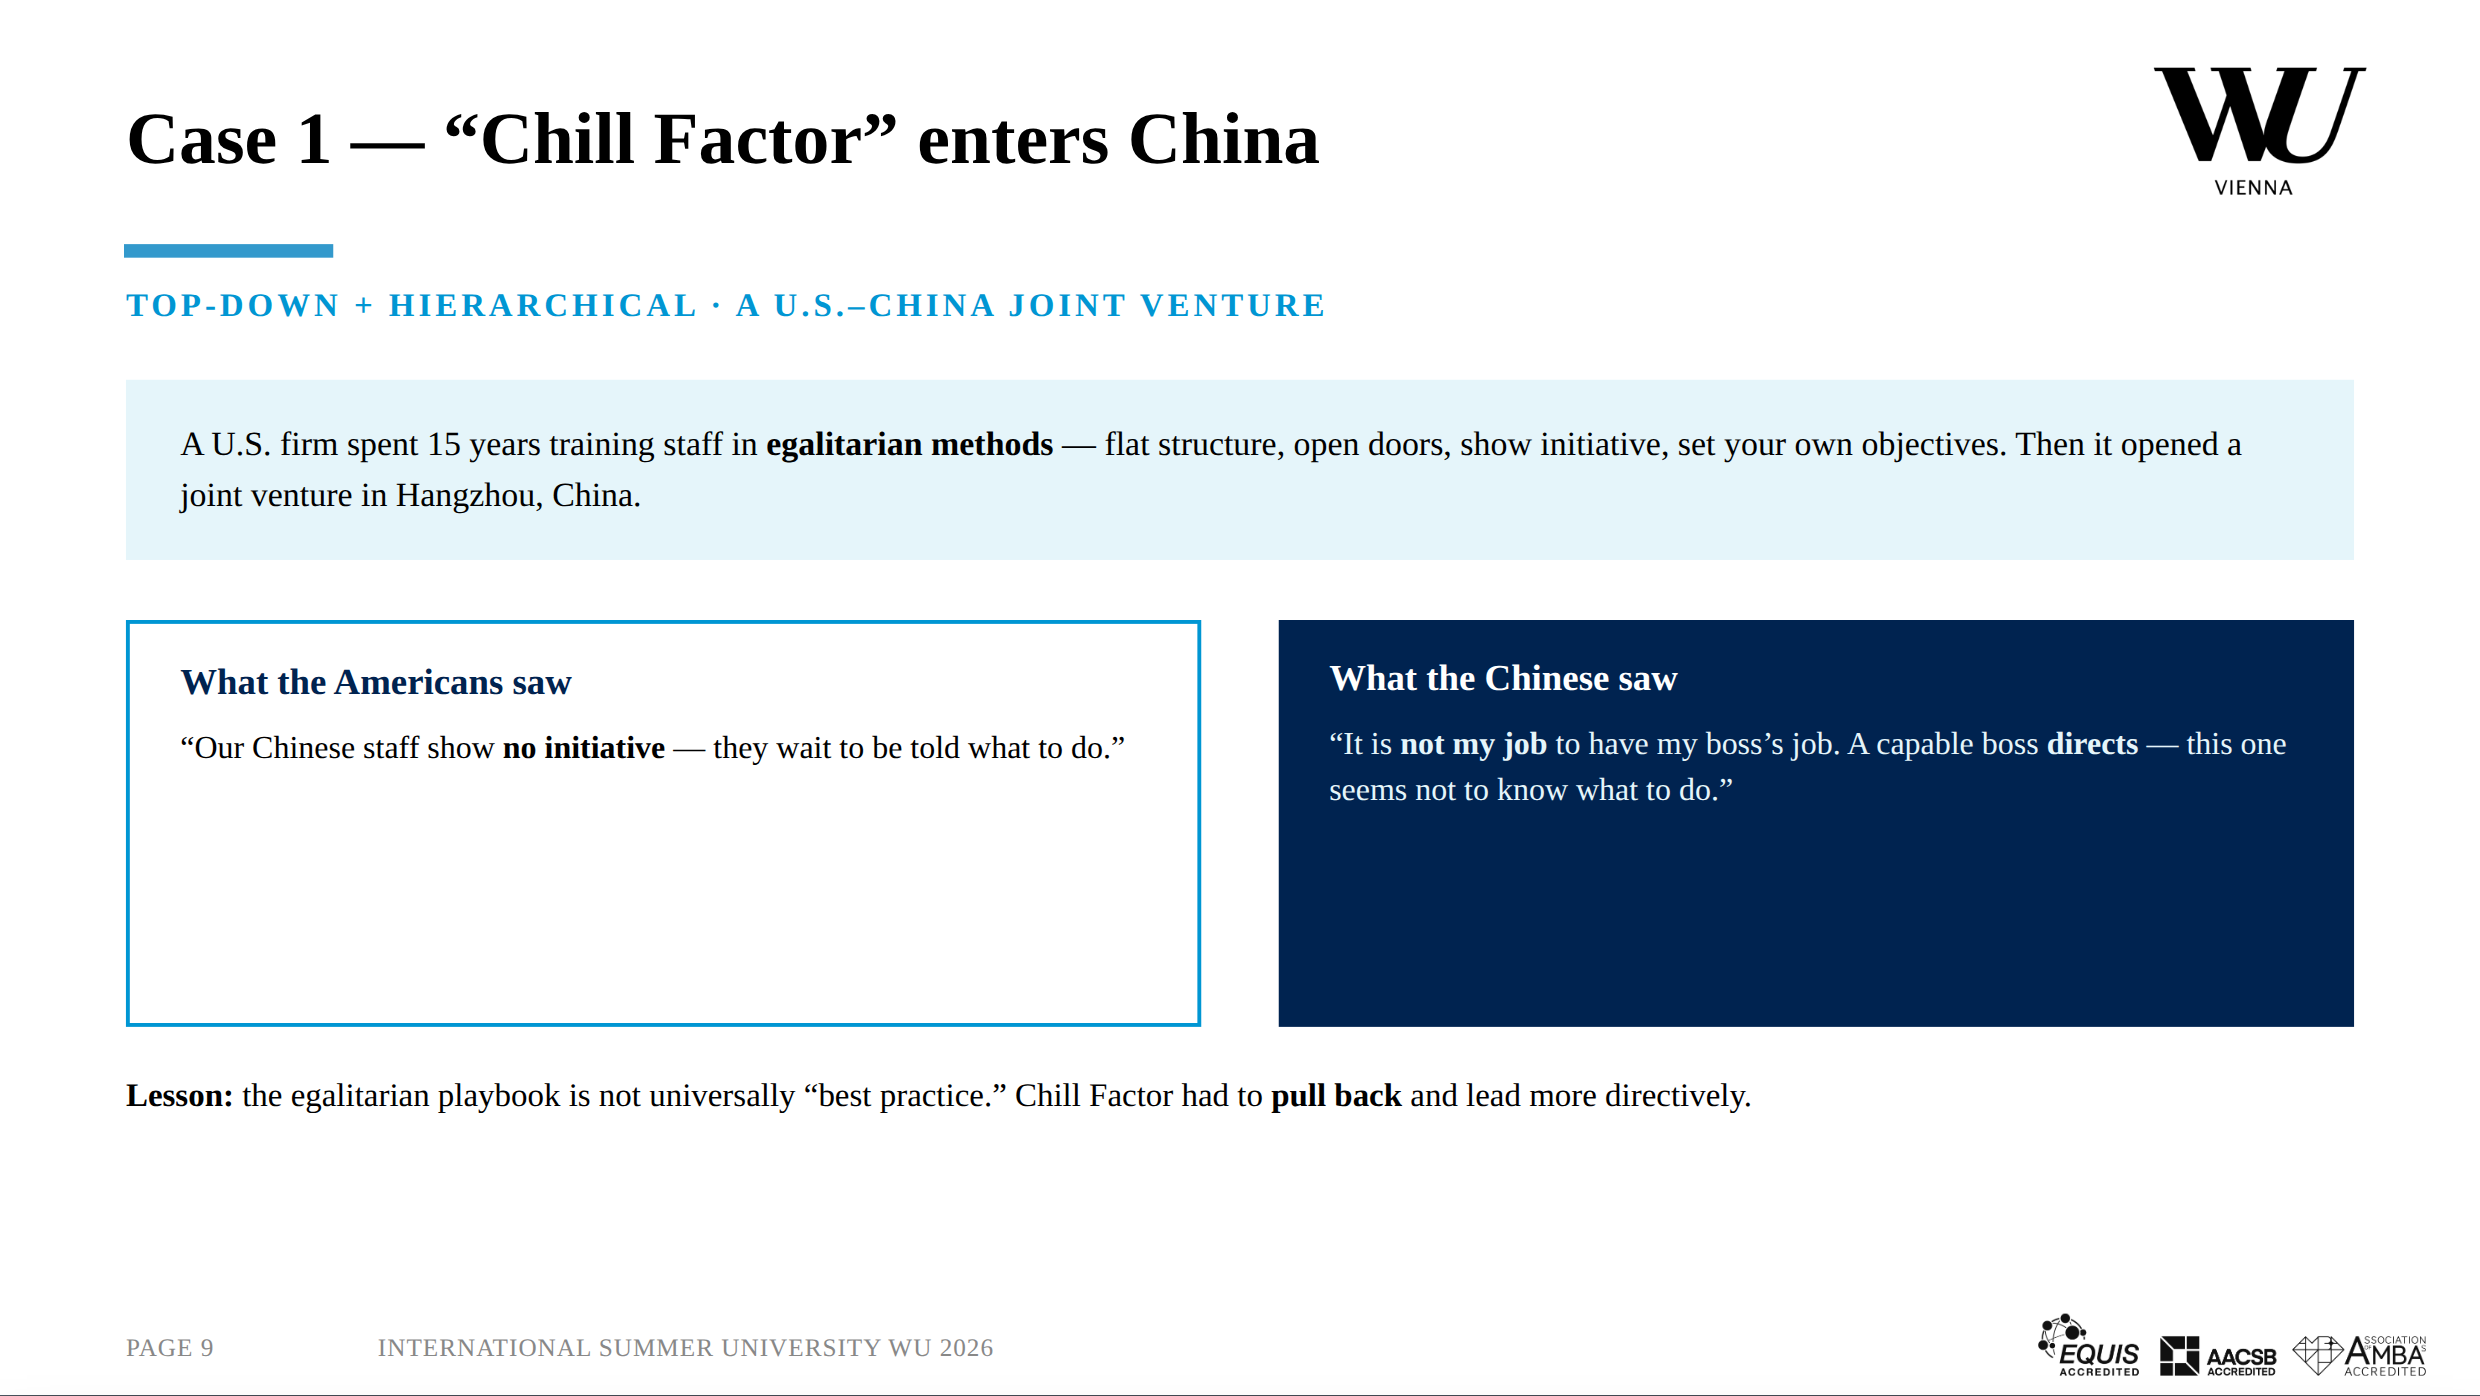 Case 1 — “Chill Factor” enters China
WU
VIENNA
TOP-DOWN + HIERARCHICAL · A U.S.–CHINA JOINT VENTURE
A U.S. firm spent 15 years training staff in egalitarian methods — flat structure, open doors, show initiative, set your own objectives. Then it opened a
joint venture in Hangzhou, China.
What the Americans saw
“Our Chinese staff show no initiative — they wait to be told what to do.”
What the Chinese saw
“It is not my job to have my boss’s job. A capable boss directs — this one
seems not to know what to do.”
Lesson: the egalitarian playbook is not universally “best practice.” Chill Factor had to pull back and lead more directively.
PAGE 9
INTERNATIONAL SUMMER UNIVERSITY WU 2026
EQUIS
ACCREDITED
AACSB
ACCREDITED
ASSOCIATION
OF
AMBAS
ACCREDITED